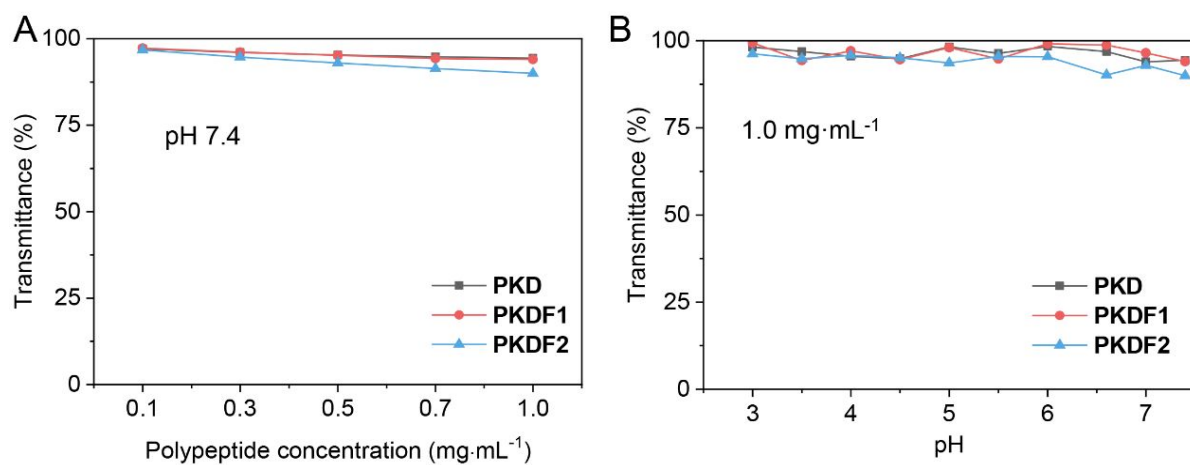 A
100
75
50
25
0
Transmittance (%)
pH 7.4
PKD
PKDF1
PKDF2
0.1 0.3 0.5 0.7 1.0
Polypeptide concentration (mg·mL⁻¹)
B
100
75
50
25
0
Transmittance (%)
1.0 mg·mL⁻¹
PKD
PKDF1
PKDF2
3 4 5 6 7
pH